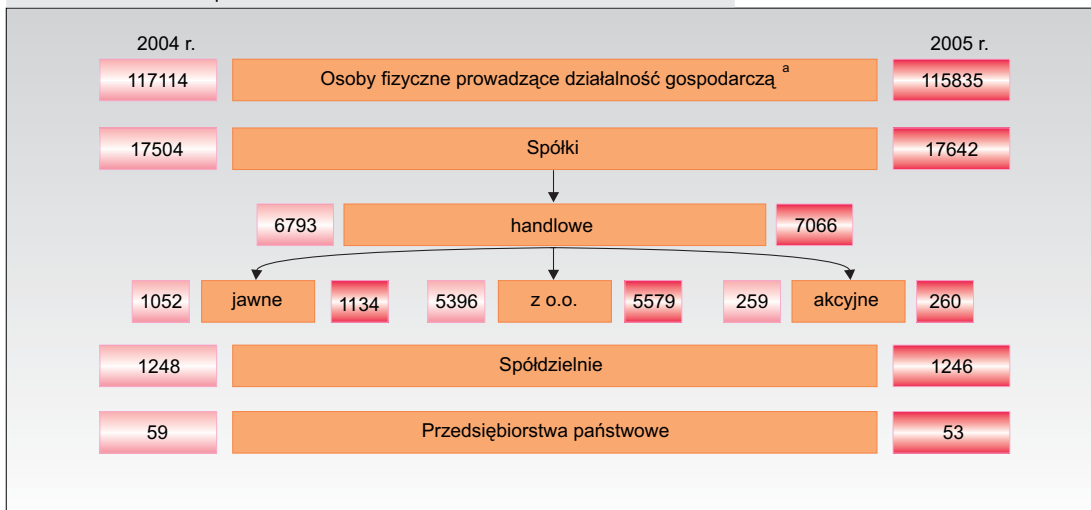 2004 r. 2005 r.
117114 Osoby fizyczne prowadzące działalność gospodarczą a 115835
17504 Spółki 17642
6793 handlowe 7066
1052 jawne 1134 5396 z o.o. 5579 259 akcyjne 260
1248 Spółdzielnie 1246
59 Przedsiębiorstwa państwowe 53